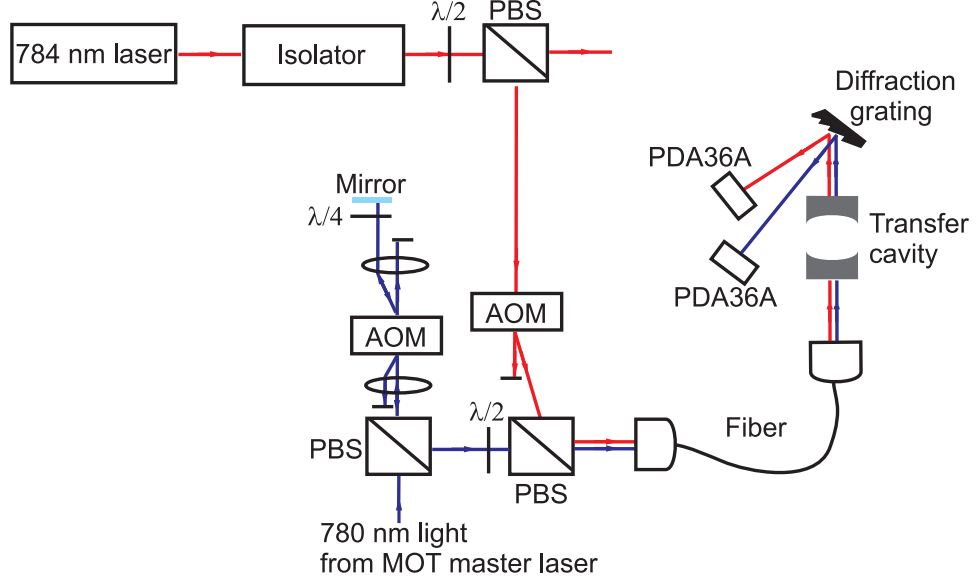 784 nm laser
Isolator
λ/2
PBS
Diffraction
grating
PDA36A
Mirror
λ/4
Transfer
cavity
PDA36A
AOM
AOM
λ/2
PBS
Fiber
PBS
780 nm light
from MOT master laser